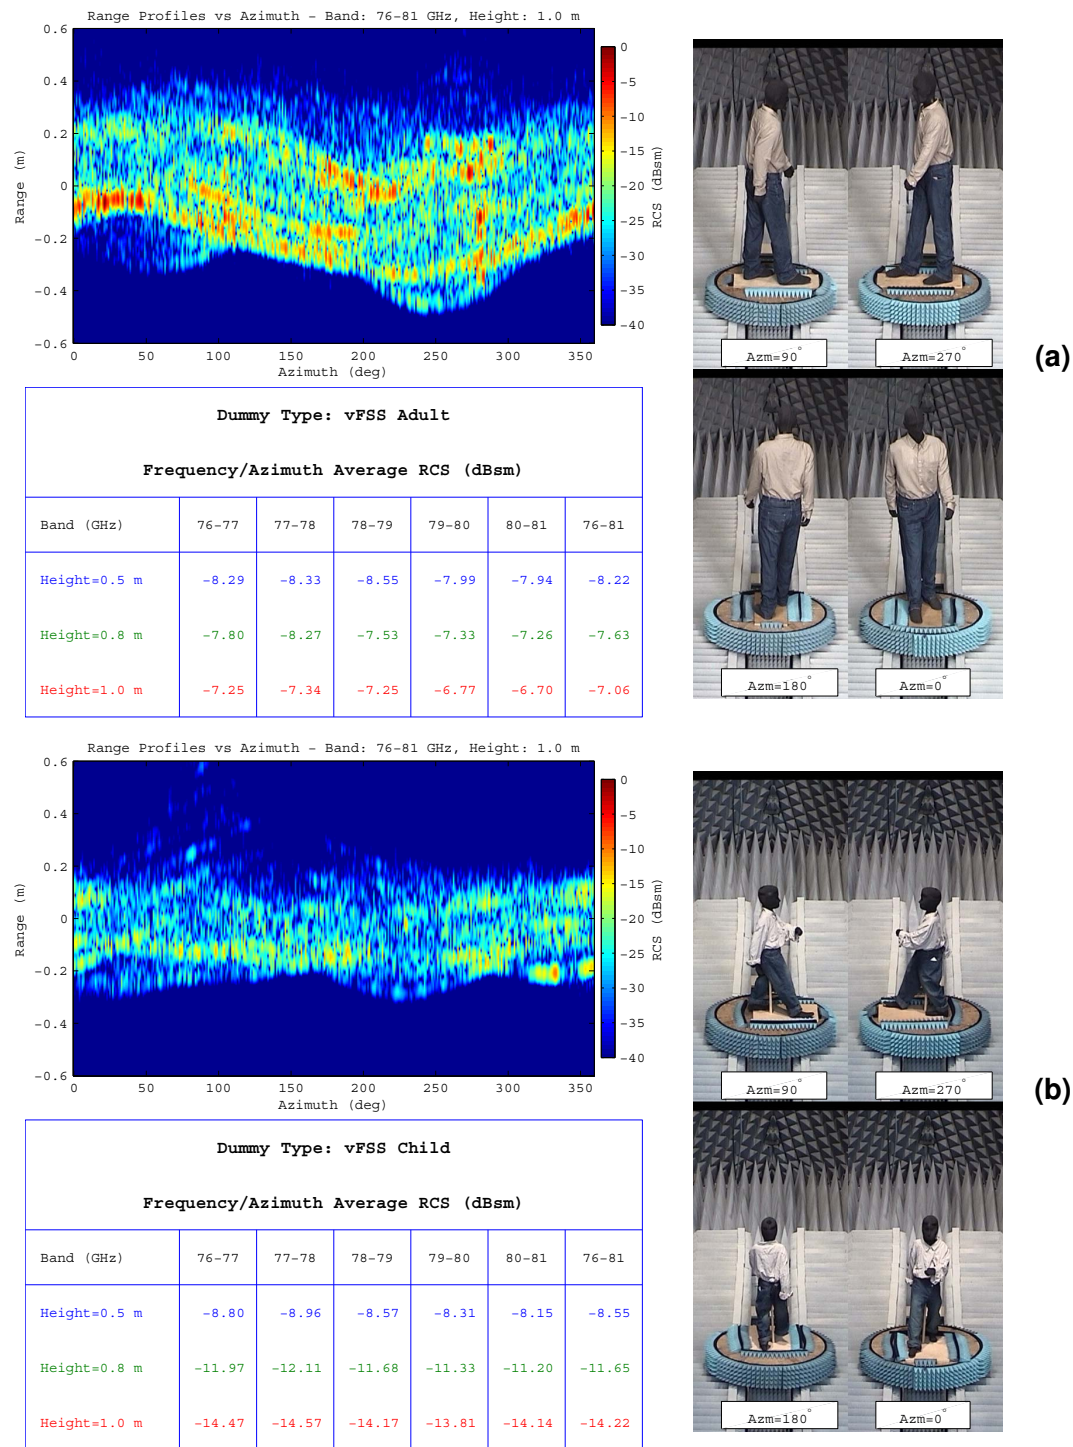 Range Profiles vs Azimuth - Band: 76-81 GHz, Height: 1.0 m
0.6
0.4
0.2
0
-0.2
-0.4
-0.6
Range (m)
0 50 100 150 200 250 300 350
Azimuth (deg)
0
-5
-10
-15
-20
-25
-30
-35
-40
RCS (dBsm)
Azm=90° Azm=270°
(a)
Azm=180° Azm=0°
Dummy Type: vFSS Adult
Frequency/Azimuth Average RCS (dBsm)
Band (GHz) 76-77 77-78 78-79 79-80 80-81 76-81
Height=0.5 m -8.29 -8.33 -8.55 -7.99 -7.94 -8.22
Height=0.8 m -7.80 -8.27 -7.53 -7.33 -7.26 -7.63
Height=1.0 m -7.25 -7.34 -7.25 -6.77 -6.70 -7.06
Range Profiles vs Azimuth - Band: 76-81 GHz, Height: 1.0 m
0.6
0.4
0.2
0
-0.2
-0.4
-0.6
Range (m)
0 50 100 150 200 250 300 350
Azimuth (deg)
0
-5
-10
-15
-20
-25
-30
-35
-40
RCS (dBsm)
Azm=90° Azm=270°
(b)
Azm=180° Azm=0°
Dummy Type: vFSS Child
Frequency/Azimuth Average RCS (dBsm)
Band (GHz) 76-77 77-78 78-79 79-80 80-81 76-81
Height=0.5 m -8.80 -8.96 -8.57 -8.31 -8.15 -8.55
Height=0.8 m -11.97 -12.11 -11.68 -11.33 -11.20 -11.65
Height=1.0 m -14.47 -14.57 -14.17 -13.81 -14.14 -14.22